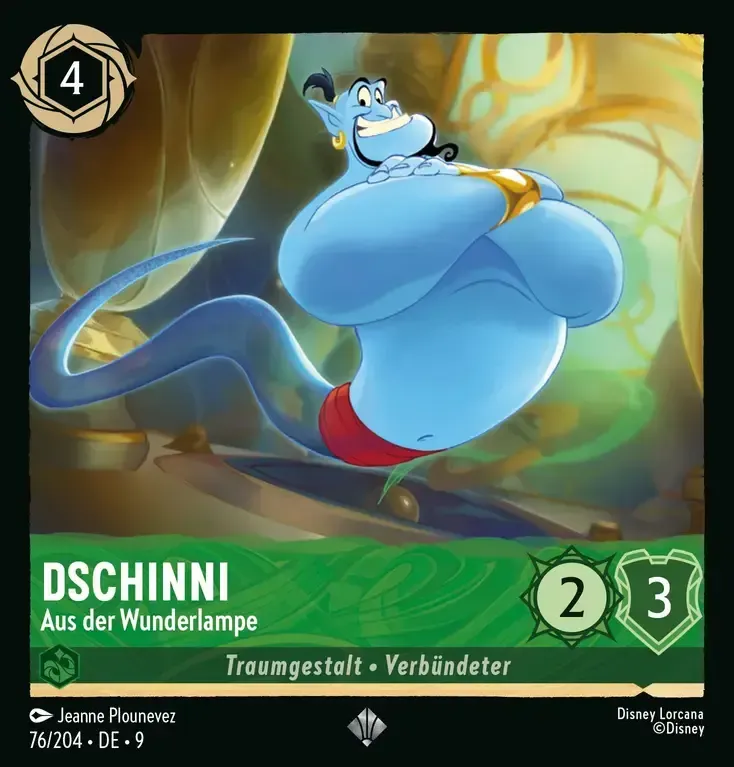 4
DSCHINNI
Aus der Wunderlampe
2
3
Traumgestalt • Verbündeter
Jeanne Plounevez
76/204 • DE • 9
Disney Lorcana
©Disney